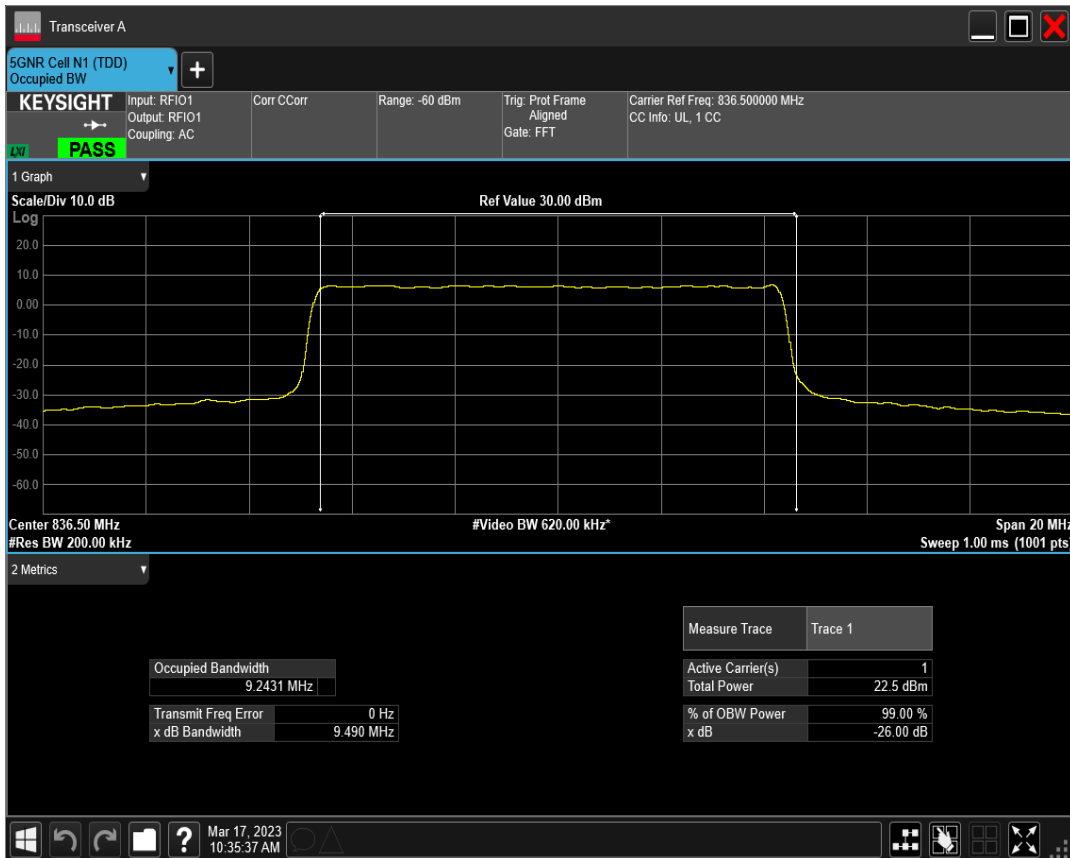 Transceiver A
5GNR Cell N1 (TDD)
Occupied BW
KEYSIGHT
LXI
PASS
Input: RFIO1
Output: RFIO1
Coupling: AC
Corr CCorr
Range: -60 dBm
Trig: Prot Frame
Aligned
Gate: FFT
Carrier Ref Freq: 836.500000 MHz
CC Info: UL, 1 CC
1 Graph
Scale/Div 10.0 dB
Ref Value 30.00 dBm
Log
20.0
10.0
0.00
-10.0
-20.0
-30.0
-40.0
-50.0
-60.0
Center 836.50 MHz
#Video BW 620.00 kHz*
Span 20 MHz
#Res BW 200.00 kHz
Sweep 1.00 ms (1001 pts)
2 Metrics
Measure Trace Trace 1
Occupied Bandwidth
9.2431 MHz
Transmit Freq Error 0 Hz
x dB Bandwidth 9.490 MHz
Active Carrier(s) 1
Total Power 22.5 dBm
% of OBW Power 99.00 %
x dB -26.00 dB
?
Mar 17, 2023
10:35:37 AM